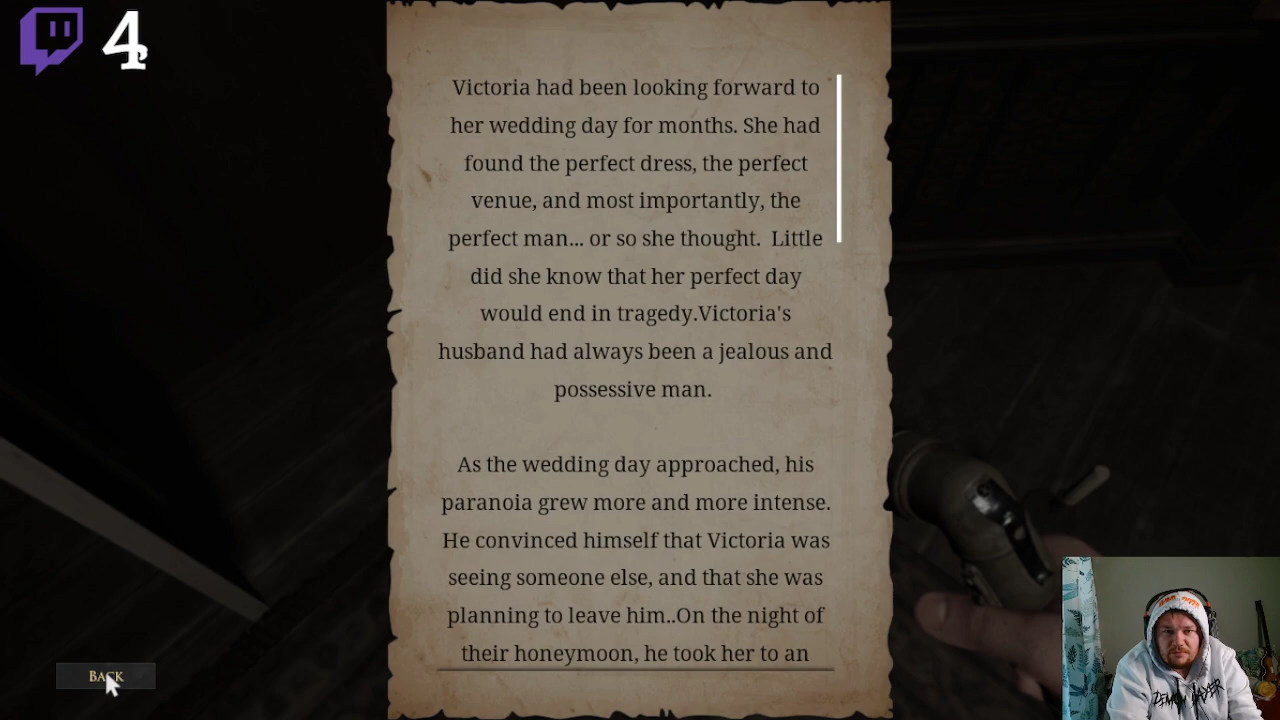 4
Victoria had been looking forward to
her wedding day for months. She had
found the perfect dress, the perfect
venue, and most importantly, the
perfect man... or so she thought.  Little
did she know that her perfect day
would end in tragedy.Victoria's
husband had always been a jealous and
possessive man.
As the wedding day approached, his
paranoia grew more and more intense.
He convinced himself that Victoria was
seeing someone else, and that she was
planning to leave him..On the night of
their honeymoon, he took her to an
BACK